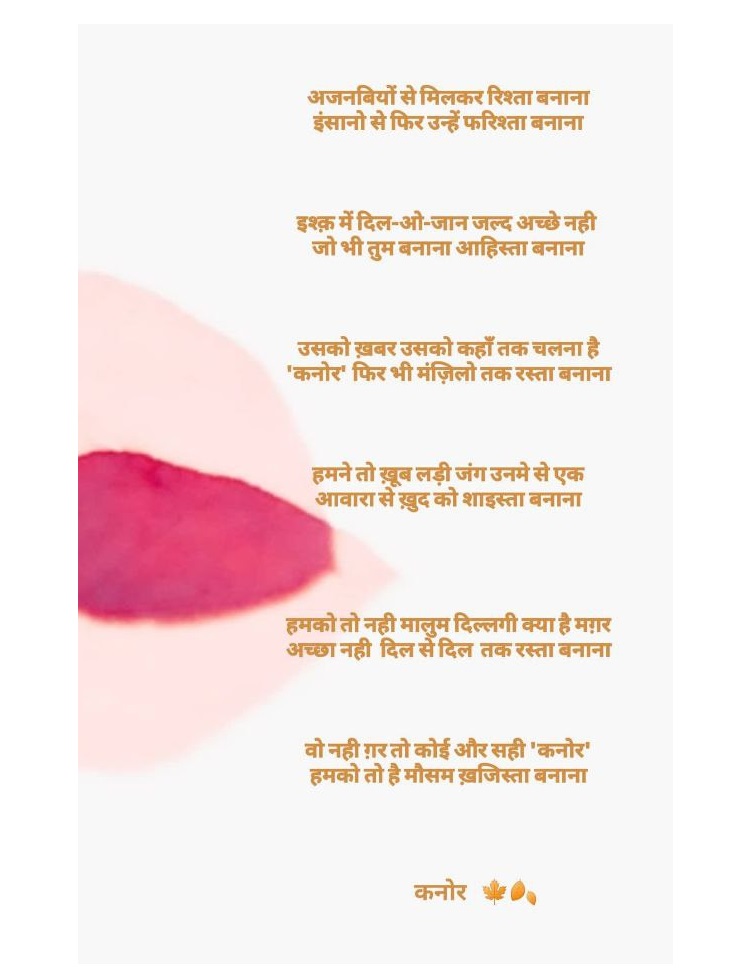 अजनबियों से मिलकर रिश्ता बनाना
इंसानो से फिर उन्हें फरिश्ता बनाना
इश्क़ में दिल-ओ-जान जल्द अच्छे नही
जो भी तुम बनाना आहिस्ता बनाना
उसको ख़बर उसको कहाँ तक चलना है
'कनोर' फिर भी मंज़िलो तक रस्ता बनाना
हमने तो ख़ूब लड़ी जंग उनमे से एक
आवारा से ख़ुद को शाइस्ता बनाना
हमको तो नही मालुम दिल्लगी क्या है मग़र
अच्छा नही दिल से दिल तक रस्ता बनाना
वो नही ग़र तो कोई और सही 'कनोर'
हमको तो है मौसम ख़जिस्ता बनाना
कनोर 🍁🍂